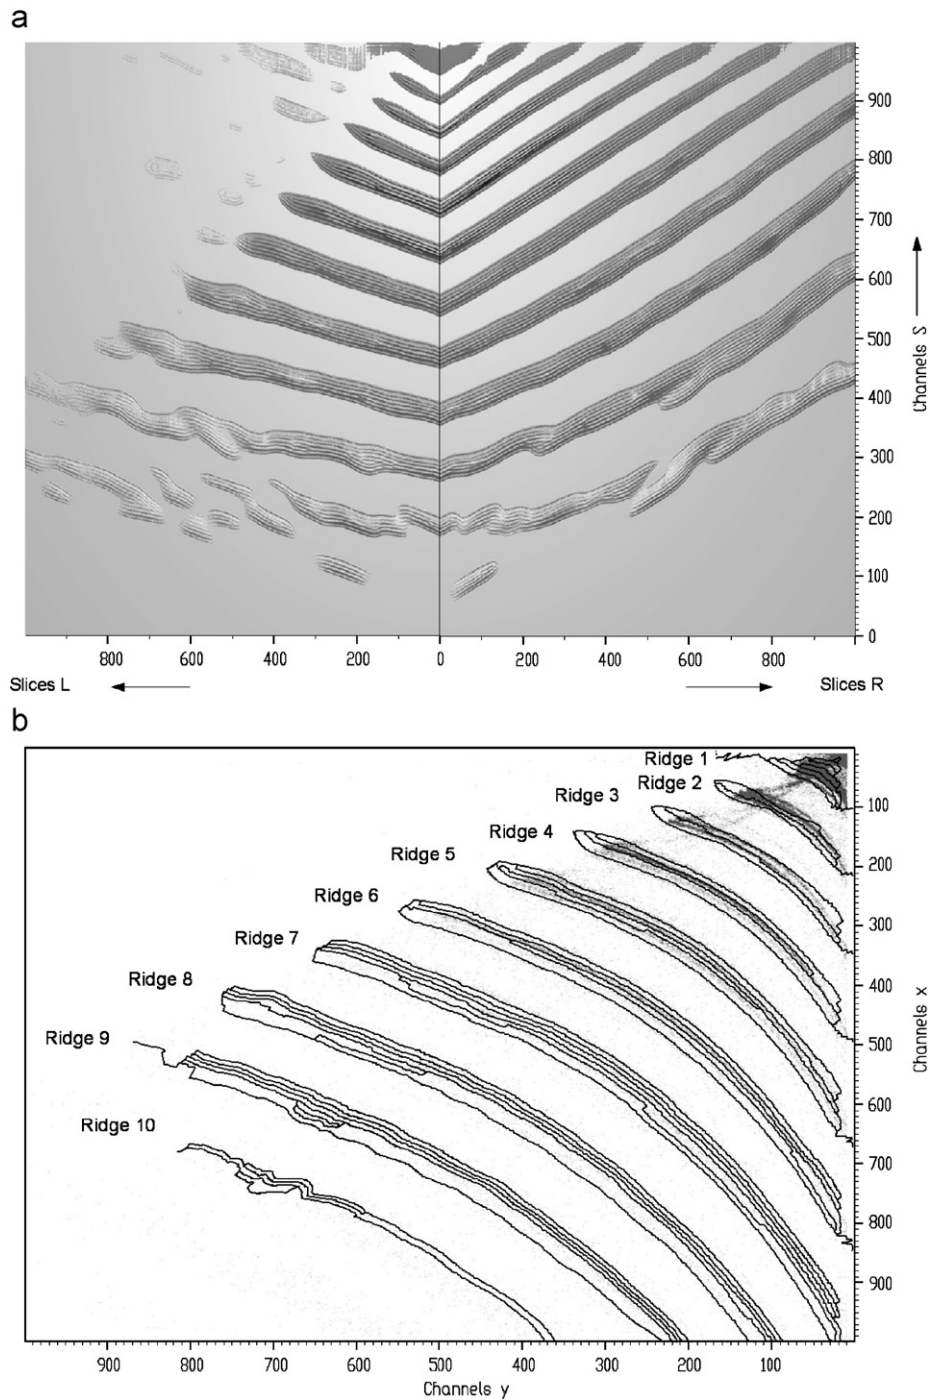 a
900
800
700
600
500
400
300
200
100
0
Channels S
800 600 400 200 0 200 400 600 800
Slices L Slices R
b
Ridge 1
Ridge 2
Ridge 3
Ridge 4
Ridge 5
Ridge 6
Ridge 7
Ridge 8
Ridge 9
Ridge 10
100
200
300
400
500
600
700
800
900
Channels x
900 800 700 600 500 400 300 200 100
Channels y